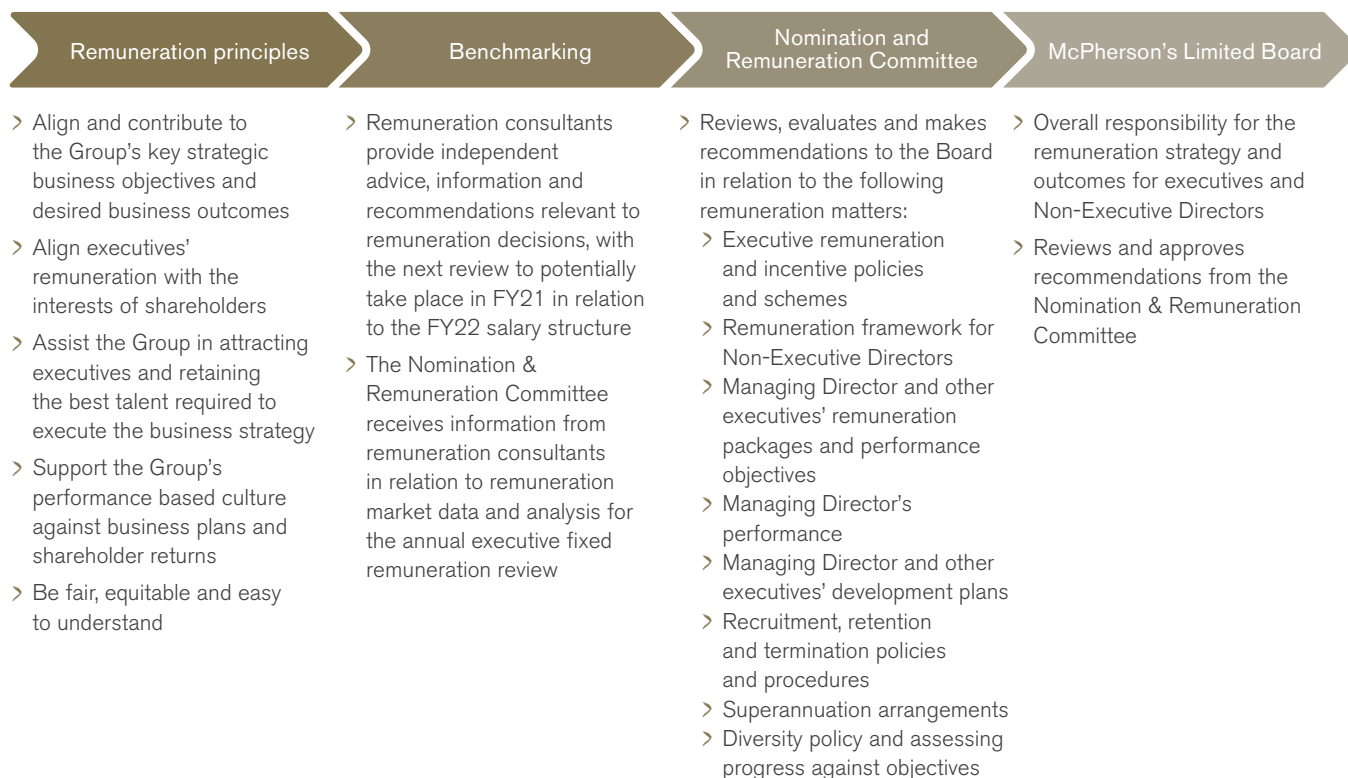 Remuneration principles
Benchmarking
Nomination and
Remuneration Committee
McPherson's Limited Board
> Align and contribute to
the Group's key strategic
business objectives and
desired business outcomes
> Align executives'
remuneration with the
interests of shareholders
> Assist the Group in attracting
executives and retaining
the best talent required to
execute the business strategy
> Support the Group's
performance based culture
against business plans and
shareholder returns
> Be fair, equitable and easy
to understand
> Remuneration consultants
provide independent
advice, information and
recommendations relevant to
remuneration decisions, with
the next review to potentially
take place in FY21 in relation
to the FY22 salary structure
> The Nomination &
Remuneration Committee
receives information from
remuneration consultants
in relation to remuneration
market data and analysis for
the annual executive fixed
remuneration review
> Reviews, evaluates and makes
recommendations to the Board
in relation to the following
remuneration matters:
> Executive remuneration
and incentive policies
and schemes
> Remuneration framework for
Non-Executive Directors
> Managing Director and other
executives' remuneration
packages and performance
objectives
> Managing Director's
performance
> Managing Director and other
executives' development plans
> Recruitment, retention
and termination policies
and procedures
> Superannuation arrangements
> Diversity policy and assessing
progress against objectives
> Overall responsibility for the
remuneration strategy and
outcomes for executives and
Non-Executive Directors
> Reviews and approves
recommendations from the
Nomination & Remuneration
Committee